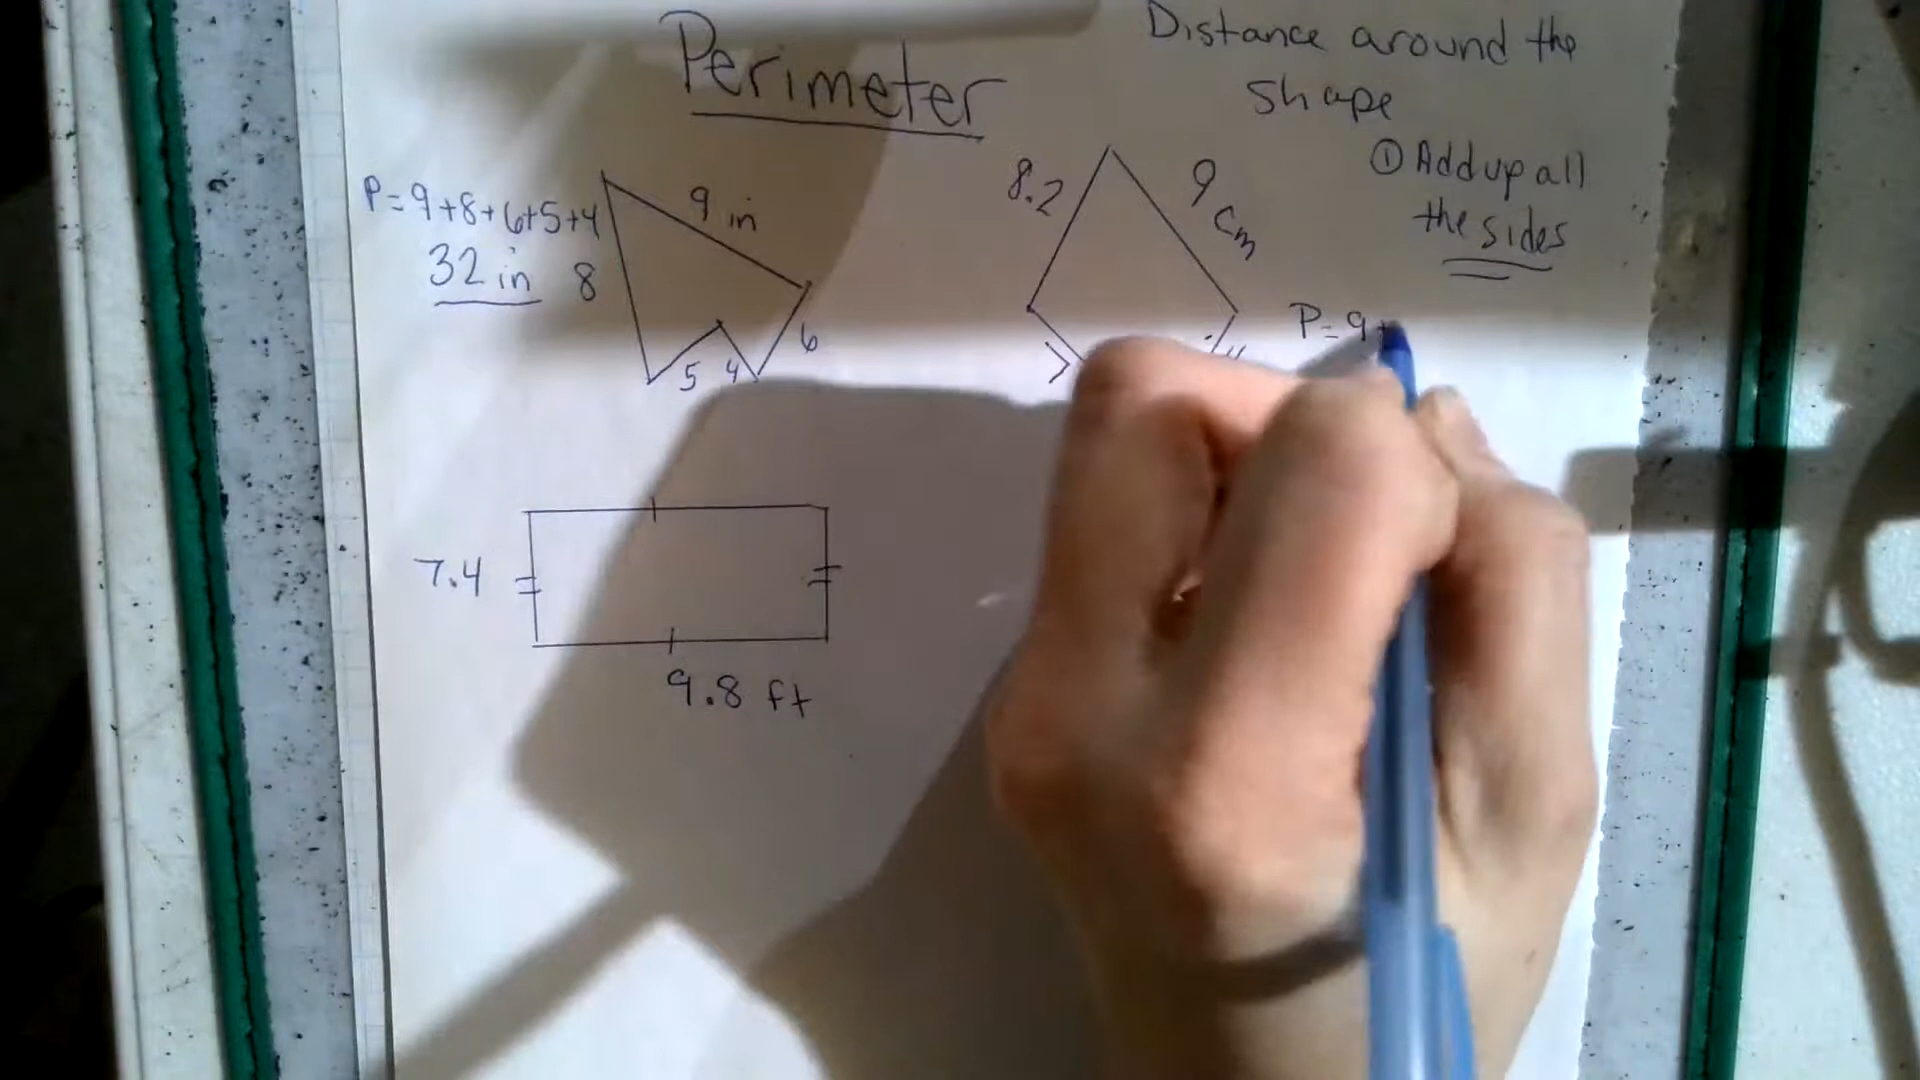 Perimeter
Distance around the
shape
① Add up all
the sides
P=9+8+6+5+4
32 in
9 in
8
6
5
4
8.2
9 cm
P=9+
7.4
9.8 ft